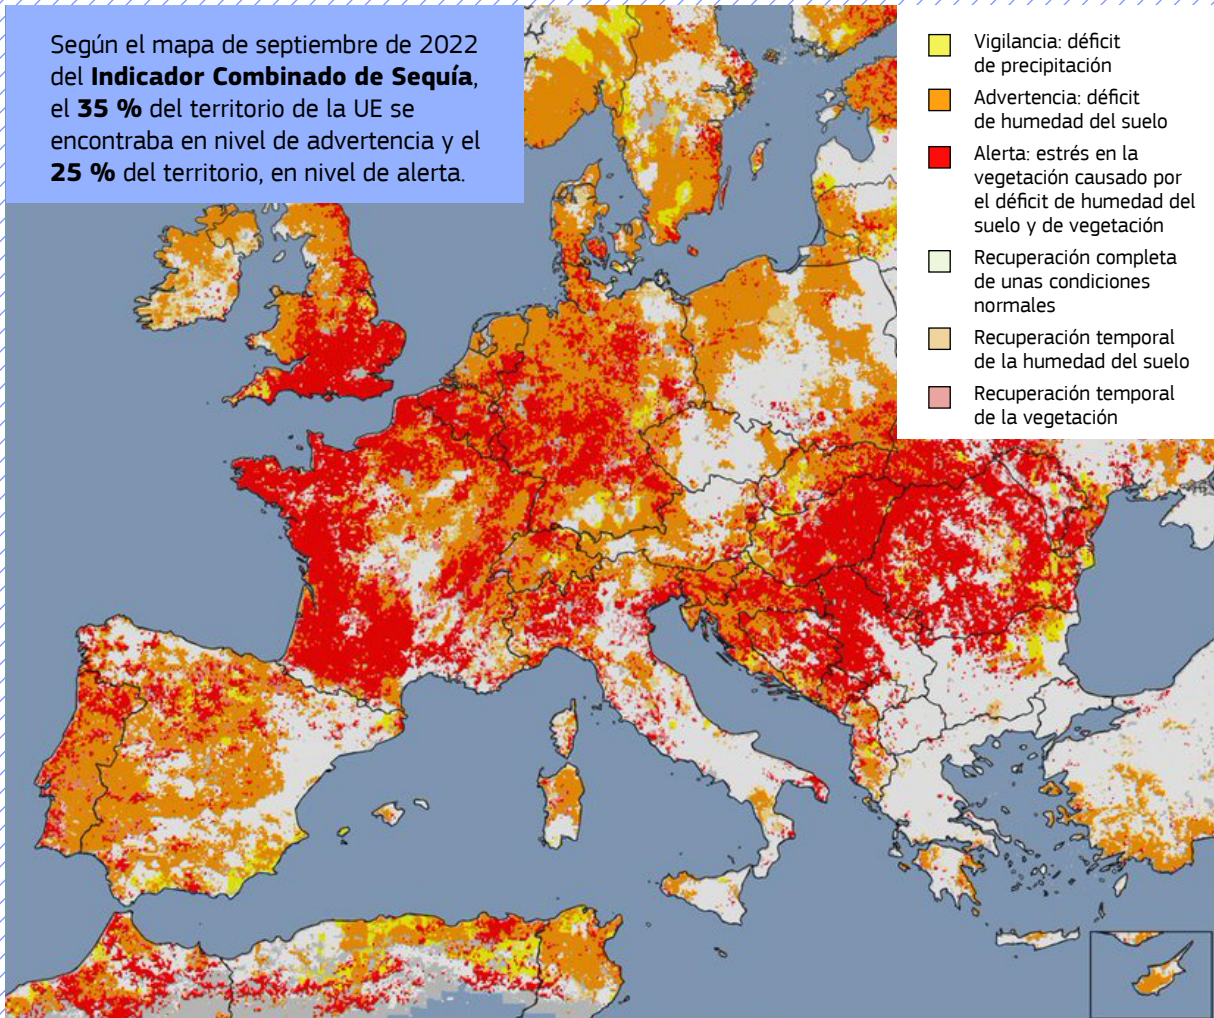 Según el mapa de septiembre de 2022
del Indicador Combinado de Sequía,
el 35 % del territorio de la UE se
encontraba en nivel de advertencia y el
25 % del territorio, en nivel de alerta.
Vigilancia: déficit
de precipitación
Advertencia: déficit
de humedad del suelo
Alerta: estrés en la
vegetación causado por
el déficit de humedad del
suelo y de vegetación
Recuperación completa
de unas condiciones
normales
Recuperación temporal
de la humedad del suelo
Recuperación temporal
de la vegetación